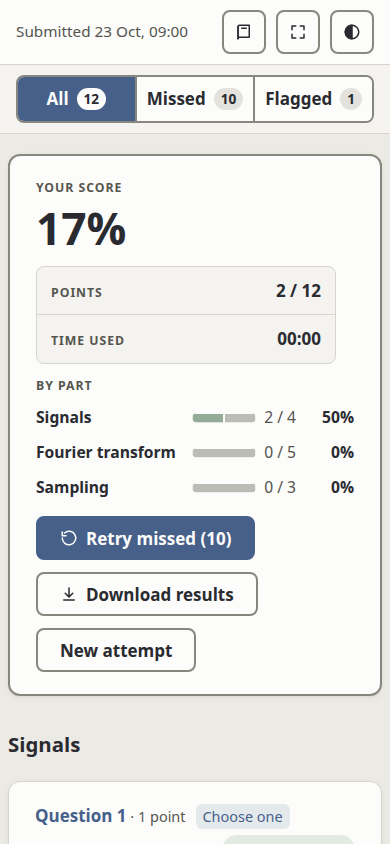 Submitted 23 Oct, 09:00
All 12 Missed 10 Flagged 1
YOUR SCORE
17%
POINTS 2 / 12
TIME USED 00:00
BY PART
Signals 2 / 4 50%
Fourier transform 0 / 5 0%
Sampling 0 / 3 0%
Retry missed (10)
Download results
New attempt
Signals
Question 1 · 1 point Choose one